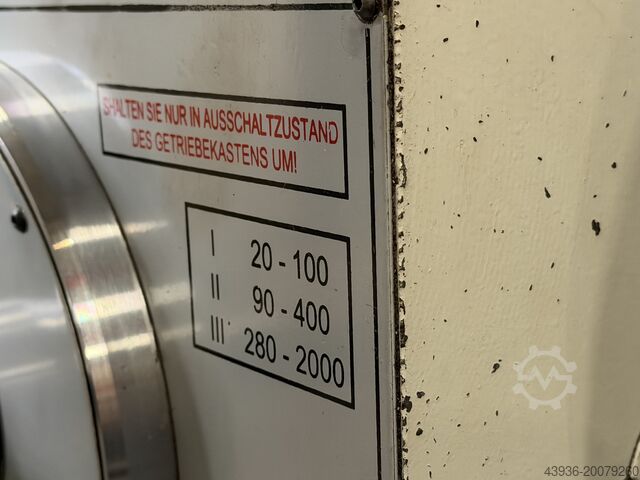 SHALTEN SIE NUR IN AUSSCHALTZUSTAND
DES GETRIEBEKASTENS UM!
I 20 - 100
II 90 - 400
III 280 - 2000
43936-20079260